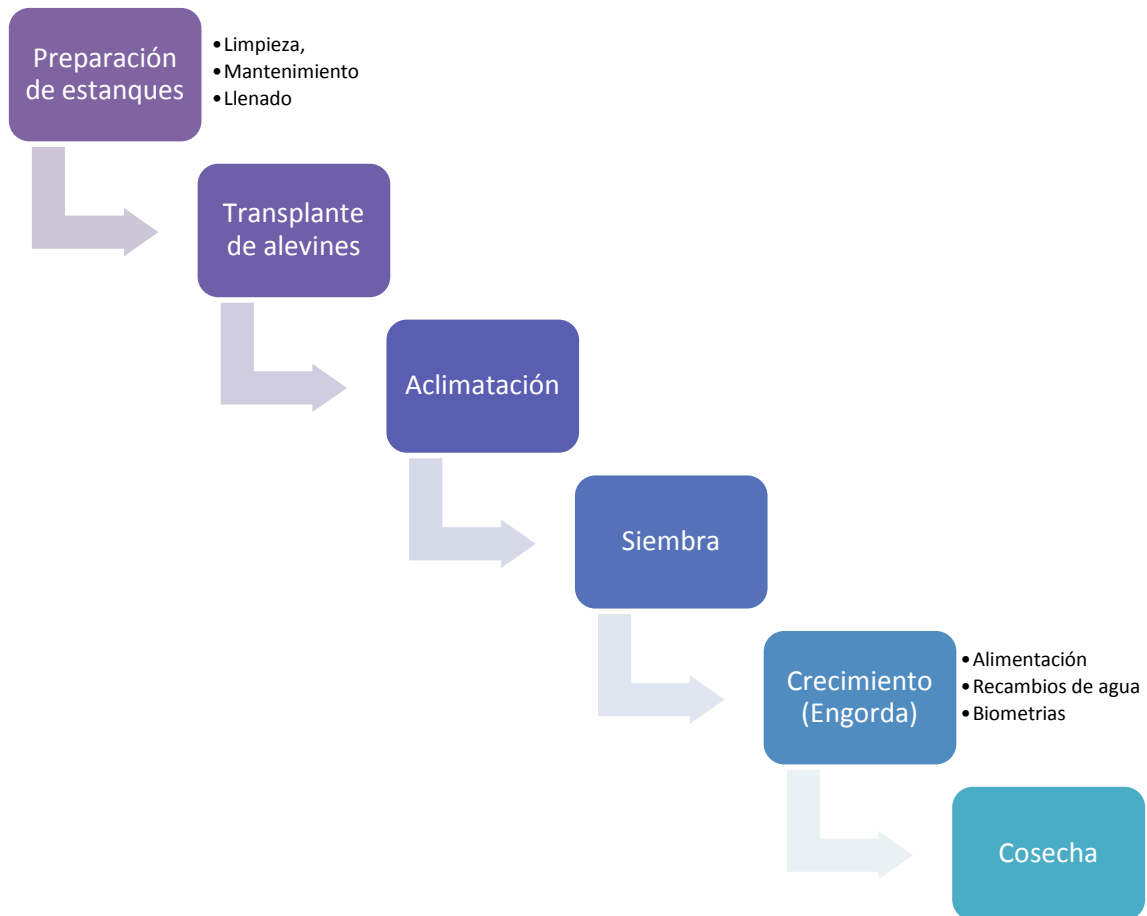 Preparación
de estanques
•Limpieza,
•Mantenimiento
•Llenado
Transplante
de alevines
Aclimatación
Siembra
Crecimiento
(Engorda)
•Alimentación
•Recambios de agua
•Biometrias
Cosecha